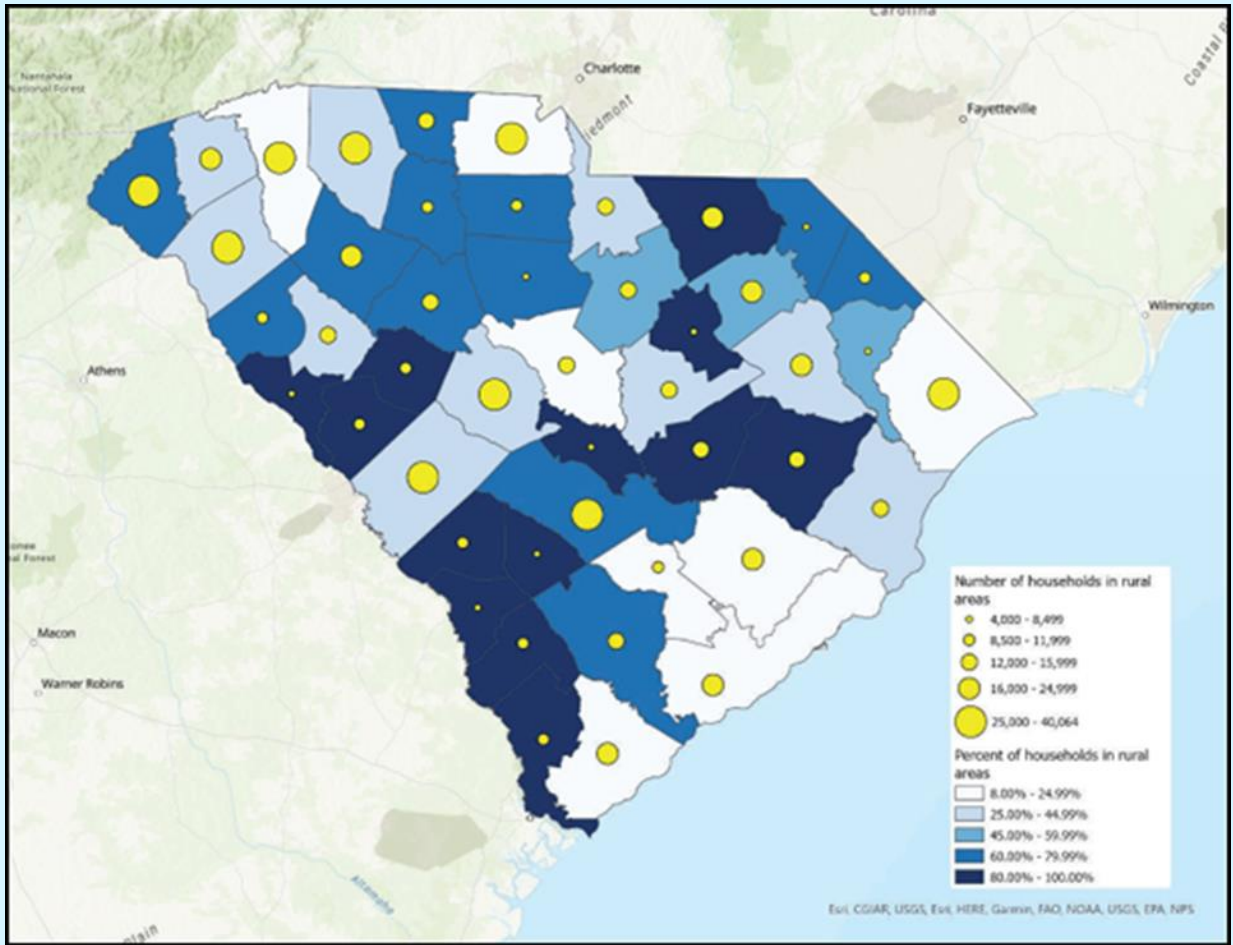 Carolina
Coastal
Charlotte
Nantahala
National Forest
Piedmont
Fayetteville
Wilmington
Athens
Forest
Macon
Warner Robins
Altamaha
Plain
Number of households in rural
areas
4,000 - 8,499
8,500 - 11,999
12,000 - 15,999
16,000 - 24,999
25,000 - 40,064
Percent of households in rural
areas
8.00% - 24.99%
25.00% - 44.99%
45.00% - 59.99%
60.00% - 79.99%
80.00% - 100.00%
Esri, CGIAR, USGS, Esri, HERE, Garmin, FAO, NOAA, USGS, EPA, NPS